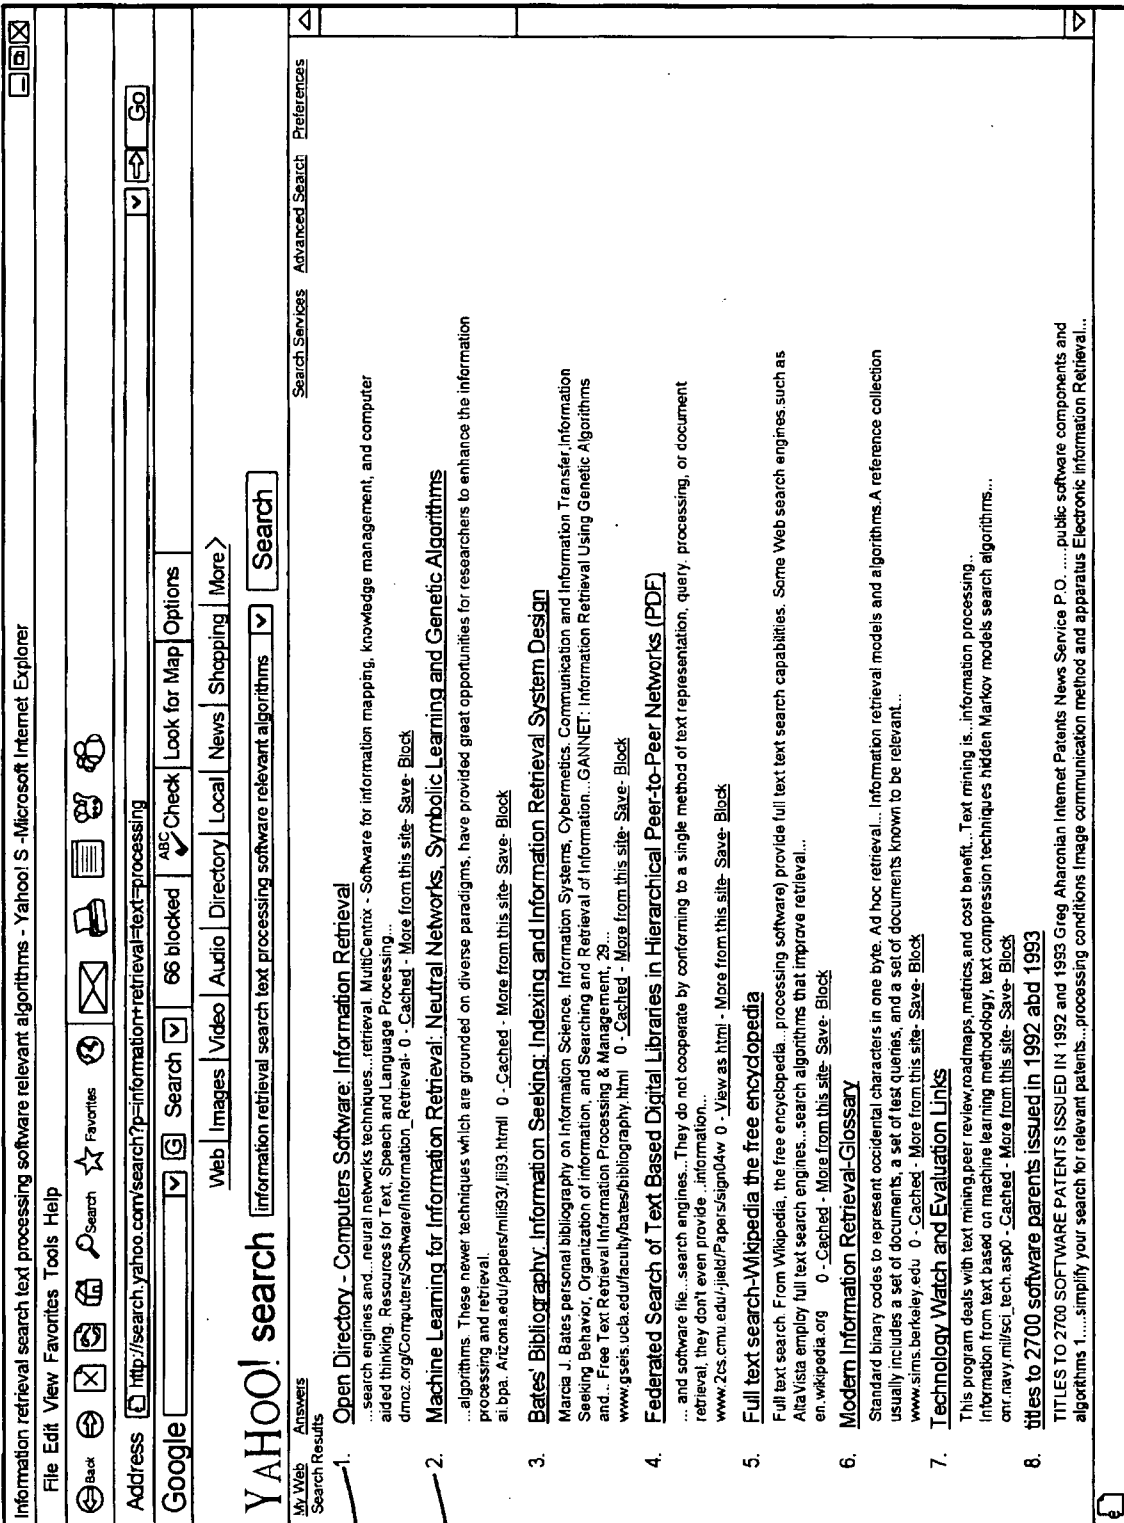 Information retrieval search text processing software relevant algorithms - Yahoo! S -Microsoft Internet Explorer
File Edit View Favorites Tools Help
Back Search Favorites
Address http://search.yahoo.com/search?p=information+retrieval=text=processing Go
Google G Search 66 blocked ABC Check Look for Map Options
Web Images Video Audio Directory Local News Shopping More>
YAHOO! search information retrieval search text processing software relevant algorithms Search
My Web Answers Search Services Advanced Search Preferences
Search Results
1. Open Directory - Computers Software: Information Retrieval
...search engines and...neural networks techniques...retrieval. MultiCentrix - Software for information mapping, knowledge management, and computer
aided thinking. Resources for Text, Speech and Language Processing...
dmoz.org/Computers/Software/Information_Retrieval- 0 - Cached - More from this site- Save- Block
2. Machine Learning for Information Retrieval: Neutral Networks, Symbolic Learning and Genetic Algorithms
...algorithms. These newer techniques which are grounded on diverse paradigms, have provided great opportunities for researchers to enhance the information
processing and retrieval.
ai.bpa. Arizona.edu/papers/mlii93/,lii93.htmll 0 -Cached - More from this site- Save- Block
3. Bates' Bibliography: Information Seeking: Indexing and Information Retrieval System Design
Marcia J. Bates personal bibliography on Information Science. Information Systems, Cybermetics. Communication and Information Transfer,Information
Seeking Behavior, Organization of information, and Searching and Retrieval of Information...GANNET: Information Retrieval Using Genetic Algorithms
and... Free Text Retrieval Information Processing & Management, 29...
www.gseis.ucla.edu/faculty/bates/bibliography.html 0 -Cached - More from this site- Save- Block
4. Federated Search of Text Based Digital Libraries in Hierarchical Peer-to-Peer Networks (PDF)
...and software file...search engines...They do not cooperate by conforming to a single method of text representation, query, processing, or document
retrieval, they don't even provide ..information...
www.2cs.cmu.edu/-jield/Papers/sign04w 0 - View as html - More from this site- Save- Block
5. Full text search-Wikipedia the free encyclopedia
Full text search. From Wikipedia, the free encyclopedia..processing software) provide full text text search capabilities. Some Web search engines.such as
AltaVista employ full text search engines...search algorithms that improve retrieval...
en.wikipedia.org 0 - Cached - More from this site- Save- Block
6. Modern Information Retrieval-Glossary
Standard binary codes to represent occidental characters in one byte. Ad hoc retrieval... Information retrieval models and algorithms.A reference collection
usually includes a set of documents, a set of test queries, and a set of documents known to be relevant...
www.sims.berkeley.edu 0 - Cached - More from this site- Save- Block
7. Technology Watch and Evaluation Links
This program deals with text mining,peer review,roadmaps,metrics,and cost benefit...Text mining is...information processing...
Information from text based on machine learning methodology, text compression techniques hidden Markov models search algorithms...
onr.navy.mil/sci_tech.asp0 - Cached - More from this site- Save- Block
8. titles to 2700 software parents issued in 1992 abd 1993
TITLES TO 2700 SOFTWARE PATENTS ISSUED IN 1992 and 1993 Greg Aharonian Internet Patents News Service P.O. .....public software components and
algorithms 1....simplify your search for relevant patents...processing conditions Image communication method and apparatus Electronic information Retrieval...